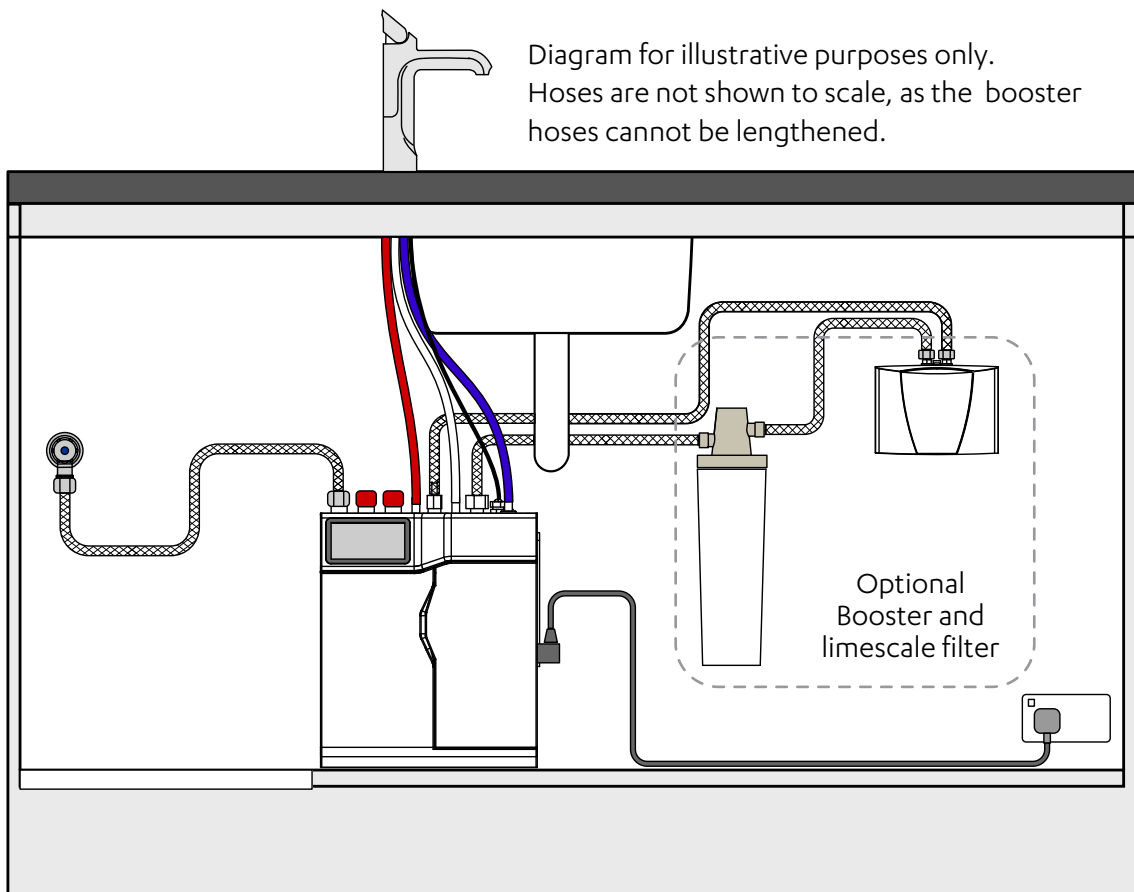 Diagram for illustrative purposes only.
Hoses are not shown to scale, as the booster
hoses cannot be lengthened.
Optional
Booster and
limescale filter